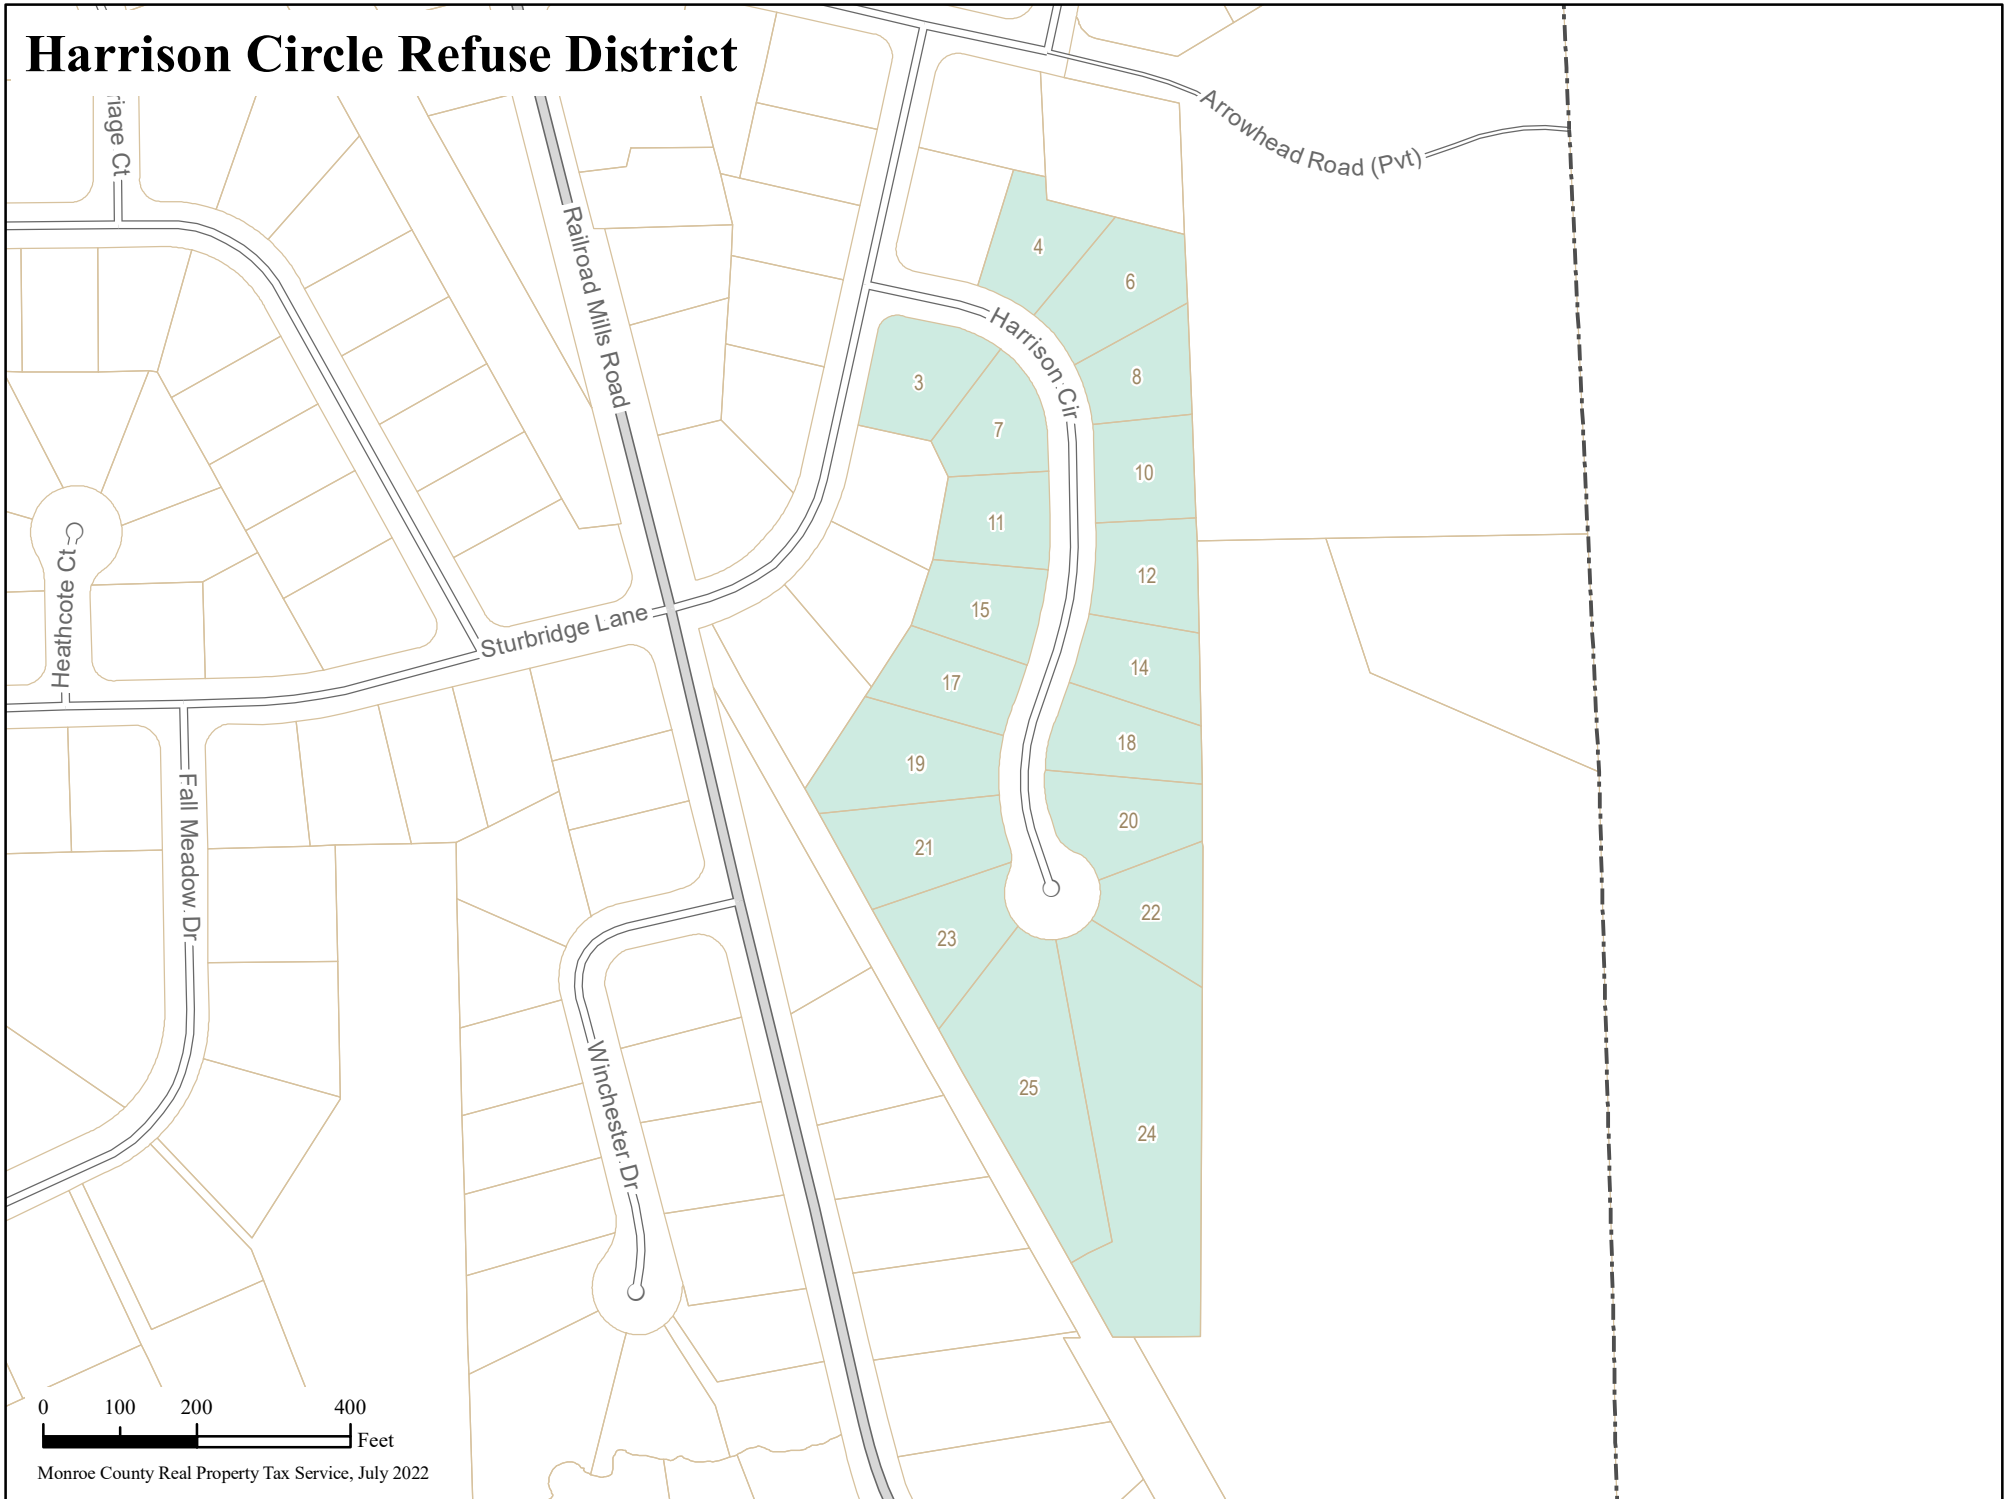 Harrison Circle Refuse District
riage Ct
Arrowhead Road (Pvt)
Railroad Mills Road
4
6
Harrison Cir
3
8
7
10
11
12
15
Sturbridge Lane
Heathcote Ct
14
17
18
19
Fall Meadow Dr
20
21
22
23
25
Winchester Dr
24
0 100 200 400
Feet
Monroe County Real Property Tax Service, July 2022